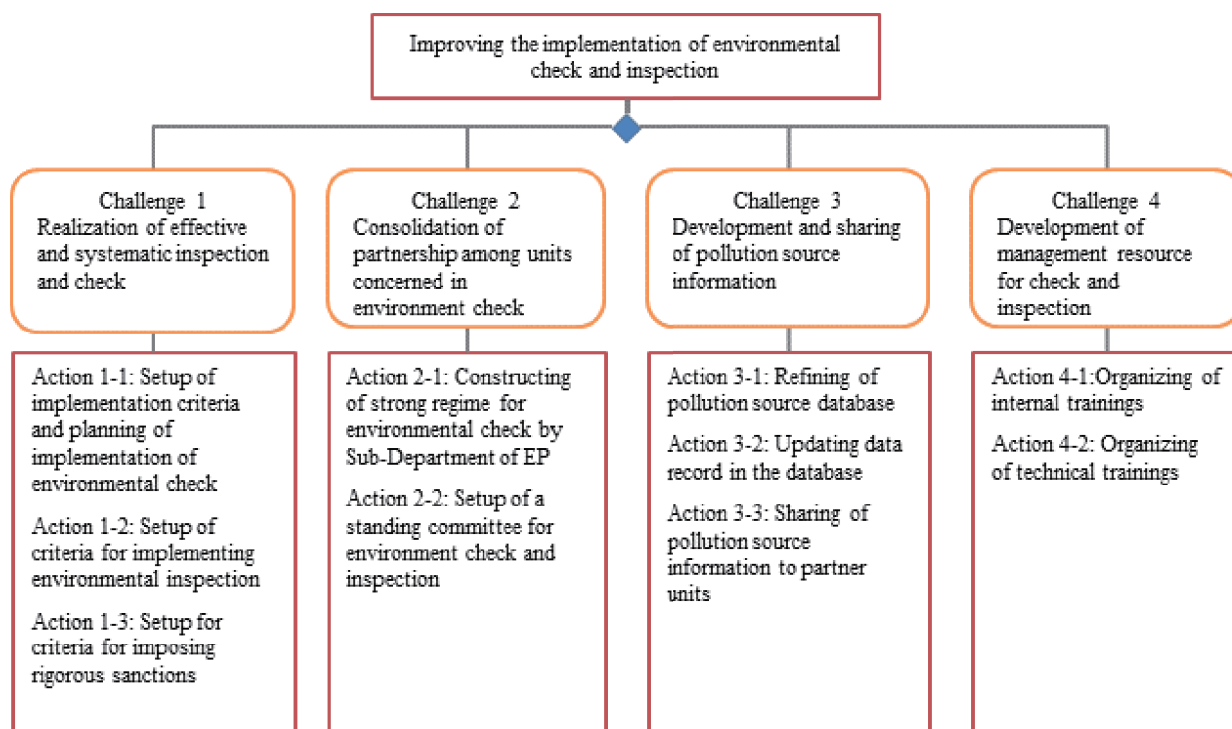 Improving the implementation of environmental
check and inspection
Challenge 1
Realization of effective
and systematic inspection
and check
Challenge 2
Consolidation of
partnership among units
concerned in
environment check
Challenge 3
Development and sharing
of pollution source
information
Challenge 4
Development of
management resource
for check and
inspection
Action 1-1: Setup of
implementation criteria
and planning of
implementation of
environmental check
Action 1-2: Setup of
criteria for implementing
environmental inspection
Action 1-3: Setup for
criteria for imposing
rigorous sanctions
Action 2-1: Constructing
of strong regime for
environmental check by
Sub-Department of EP
Action 2-2: Setup of a
standing committee for
environment check and
inspection
Action 3-1: Refining of
pollution source database
Action 3-2: Updating data
record in the database
Action 3-3: Sharing of
pollution source
information to partner
units
Action 4-1:Organizing of
internal trainings
Action 4-2: Organizing
of technical trainings